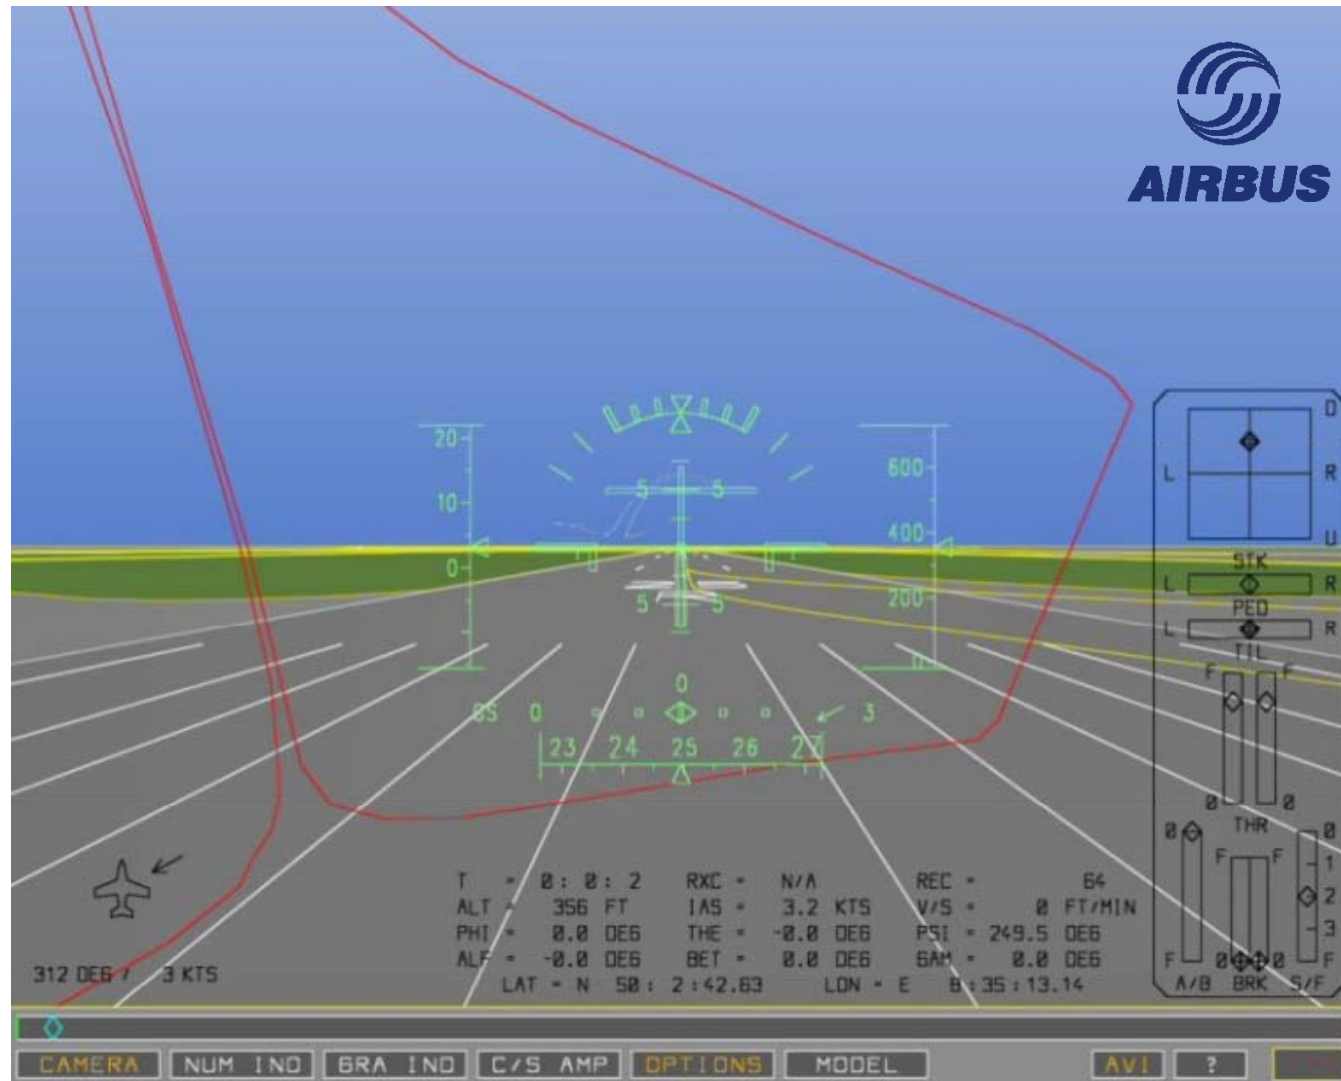 AIRBUS
D
20
600
5 5
10
L R
400
U
0
STK
L R
200
5 5
PED
L R
0
TIL
F F
0
GS 0 3
23 24 25 26 27
0 0
THR
0 0
F F 1
T = 0: 0: 2 RXC = N/A REC = 64
2
ALT = 356 FT IAS = 3.2 KTS V/S = 0 FT/MIN
3
PHI = 0.0 DEG THE = -0.0 DEG PSI = 249.5 DEG
ALF = -0.0 DEG BET = 0.0 DEG GAM = 0.0 DEG
F 0 0 F
312 DEG / 3 KTS
LAT = N 50: 2:42.63 LON = E 8:35:13.14
A/B BRK S/F
CAMERA NUM IND GRA IND C/S AMP OPTIONS MODEL AVI ?